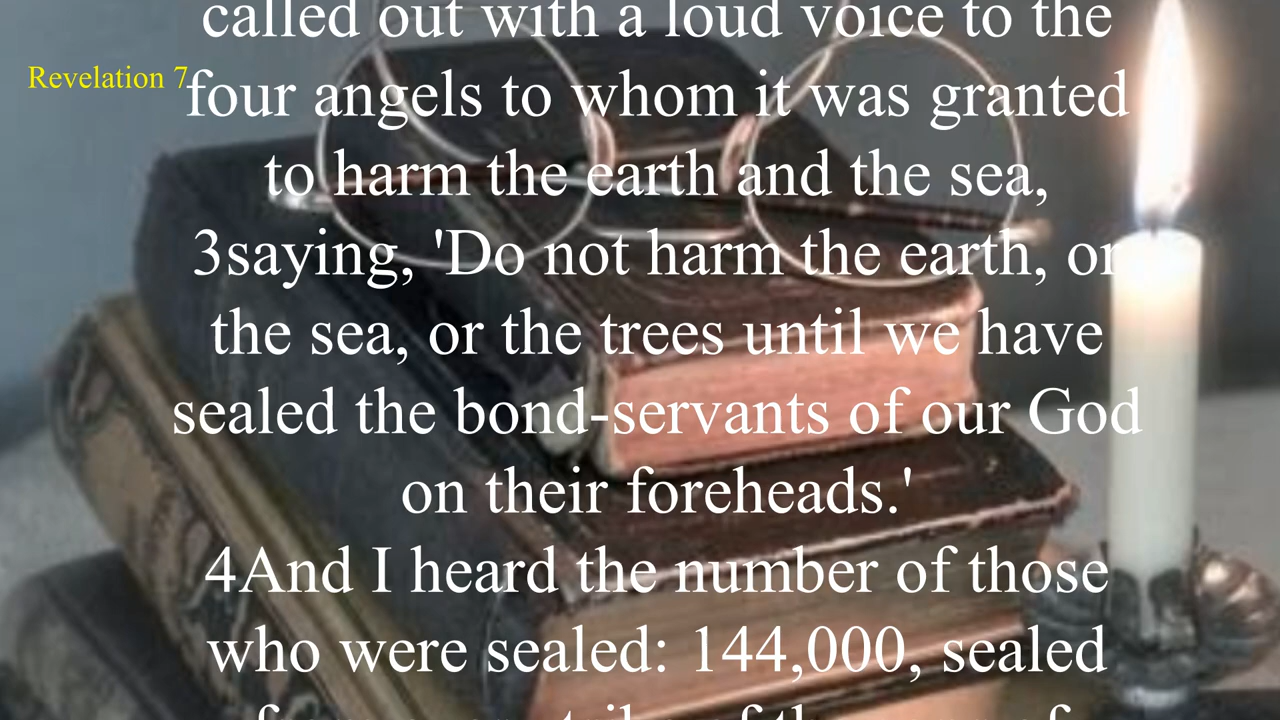 called out with a loud voice to the
Revelation 7
four angels to whom it was granted
to harm the earth and the sea,
3saying, 'Do not harm the earth, or
the sea, or the trees until we have
sealed the bond-servants of our God
on their foreheads.'
4And I heard the number of those
who were sealed: 144,000, sealed